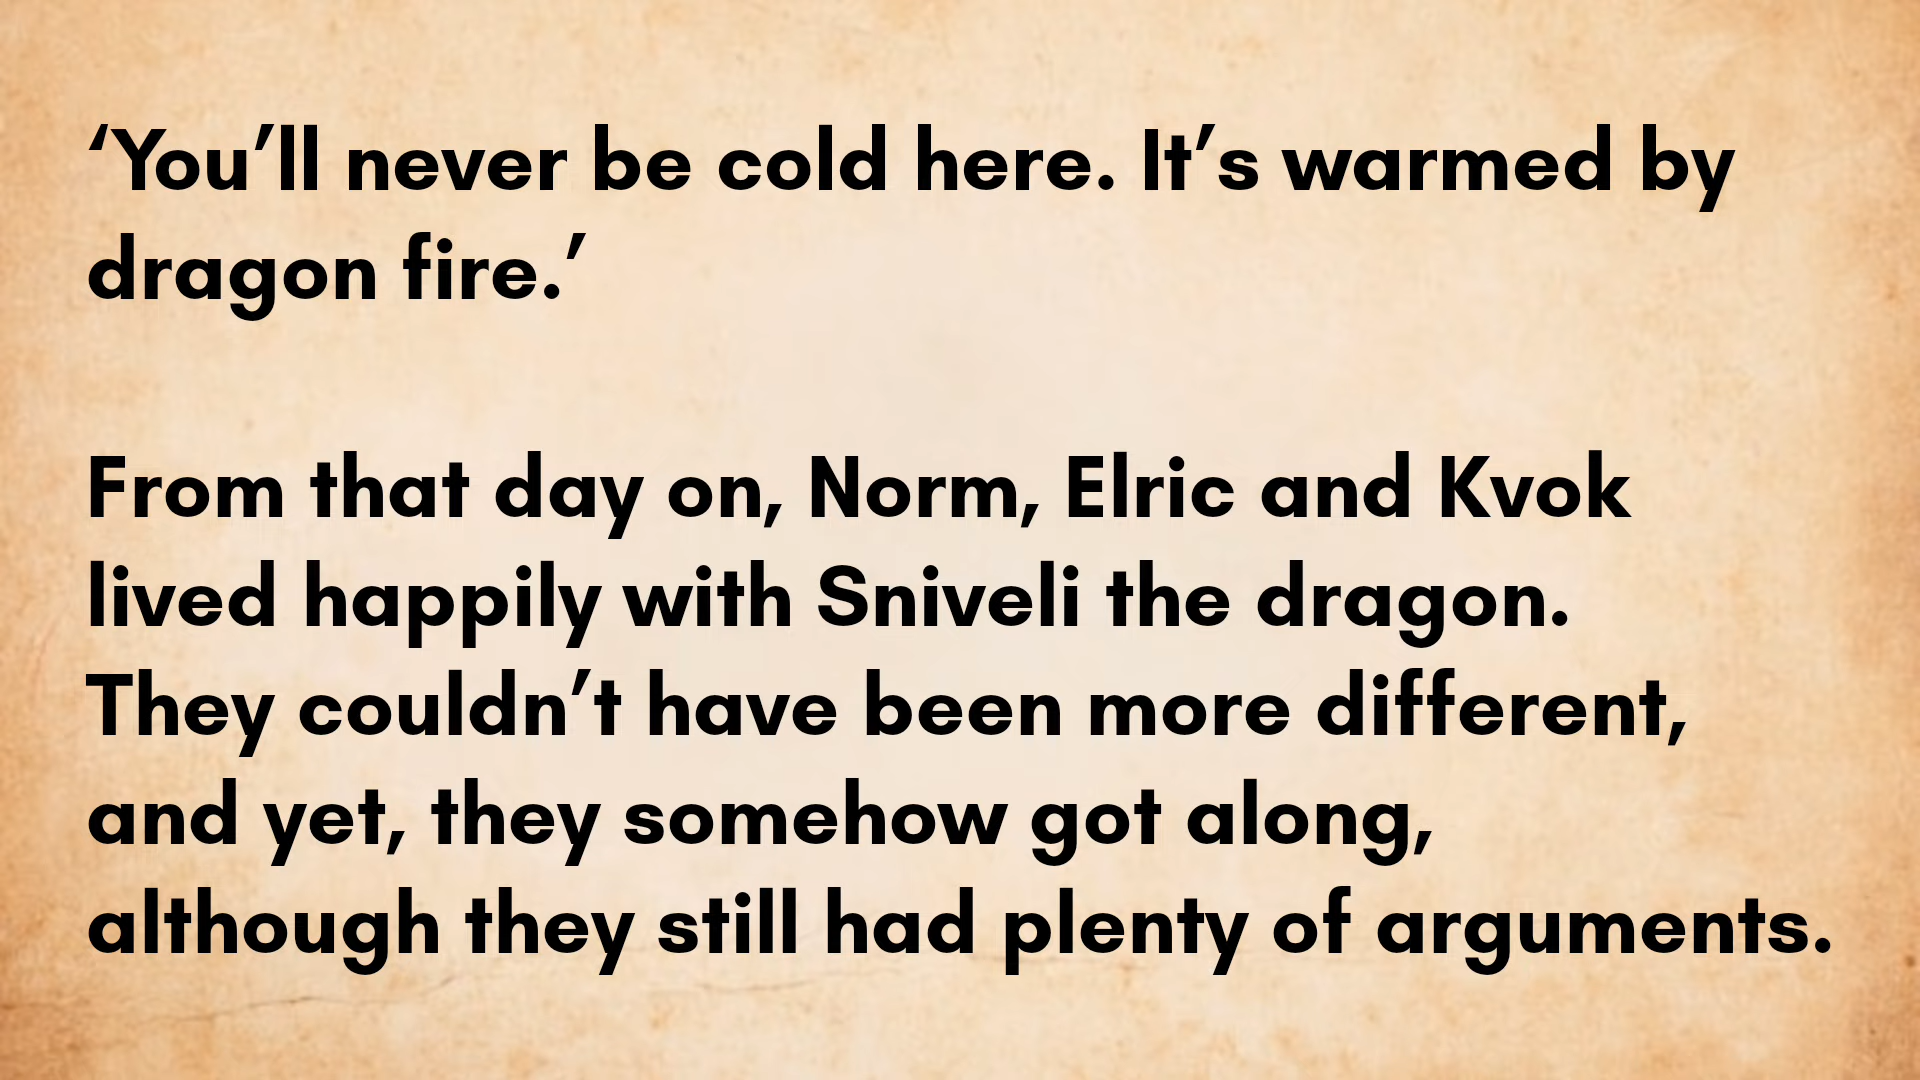 ‘You’ll never be cold here. It’s warmed by
dragon fire.’
From that day on, Norm, Elric and Kvok
lived happily with Sniveli the dragon.
They couldn’t have been more different,
and yet, they somehow got along,
although they still had plenty of arguments.